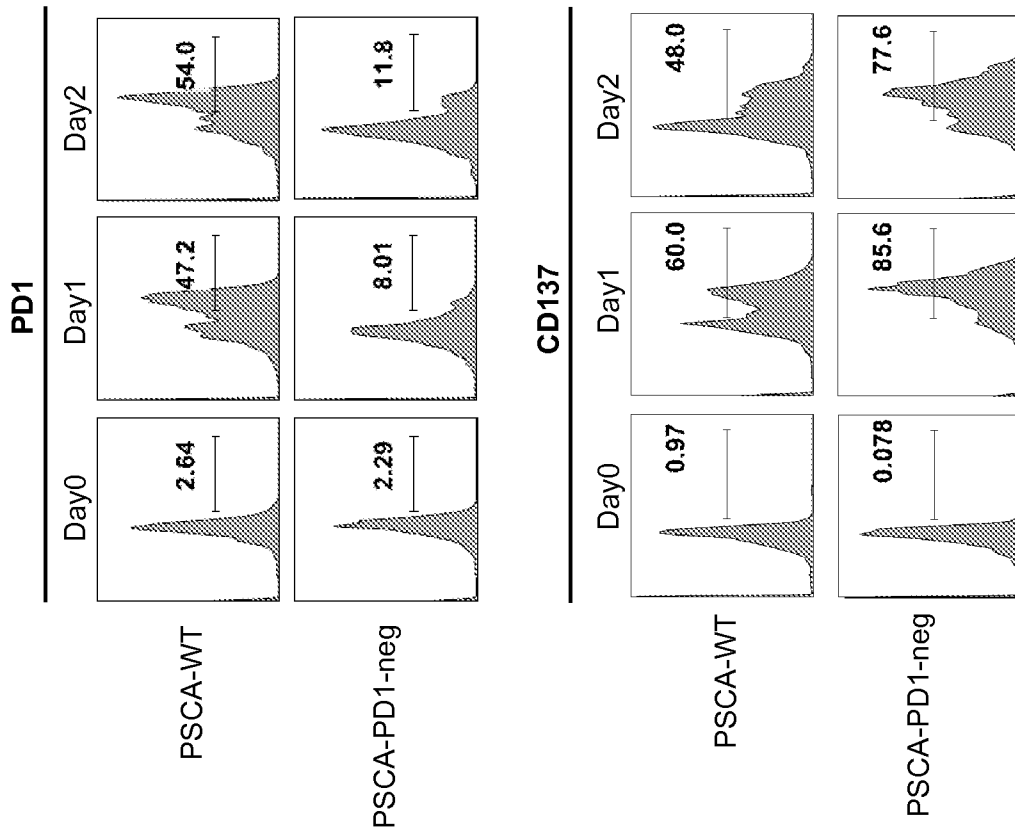 PD1
Day0 Day1 Day2
PSCA-WT 2.64 47.2 54.0
PSCA-PD1-neg 2.29 8.01 11.8
CD137
Day0 Day1 Day2
PSCA-WT 0.97 60.0 48.0
PSCA-PD1-neg 0.078 85.6 77.6